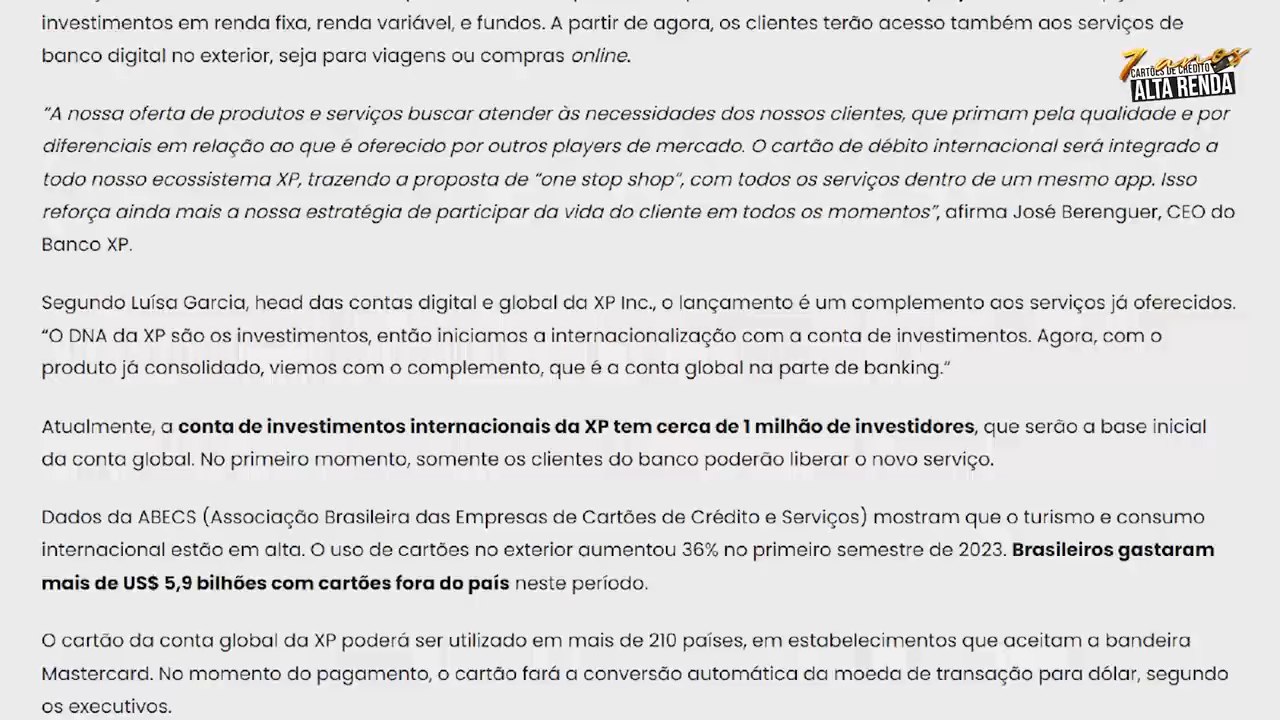 investimentos em renda fixa, renda variável, e fundos. A partir de agora, os clientes terão acesso também aos serviços de
banco digital no exterior, seja para viagens ou compras online.
7 anos
CARTÕES DE CRÉDITO
ALTA RENDA
“A nossa oferta de produtos e serviços buscar atender às necessidades dos nossos clientes, que primam pela qualidade e por
diferenciais em relação ao que é oferecido por outros players de mercado. O cartão de débito internacional será integrado a
todo nosso ecossistema XP, trazendo a proposta de “one stop shop”, com todos os serviços dentro de um mesmo app. Isso
reforça ainda mais a nossa estratégia de participar da vida do cliente em todos os momentos”, afirma José Berenguer, CEO do
Banco XP.
Segundo Luísa Garcia, head das contas digital e global da XP Inc., o lançamento é um complemento aos serviços já oferecidos.
“O DNA da XP são os investimentos, então iniciamos a internacionalização com a conta de investimentos. Agora, com o
produto já consolidado, viemos com o complemento, que é a conta global na parte de banking.”
Atualmente, a conta de investimentos internacionais da XP tem cerca de 1 milhão de investidores, que serão a base inicial
da conta global. No primeiro momento, somente os clientes do banco poderão liberar o novo serviço.
Dados da ABECS (Associação Brasileira das Empresas de Cartões de Crédito e Serviços) mostram que o turismo e consumo
internacional estão em alta. O uso de cartões no exterior aumentou 36% no primeiro semestre de 2023. Brasileiros gastaram
mais de US$ 5,9 bilhões com cartões fora do país neste período.
O cartão da conta global da XP poderá ser utilizado em mais de 210 países, em estabelecimentos que aceitam a bandeira
Mastercard. No momento do pagamento, o cartão fará a conversão automática da moeda de transação para dólar, segundo
os executivos.